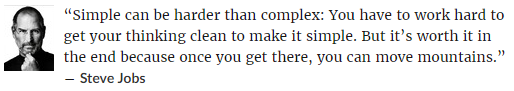 “Simple can be harder than complex: You have to work hard to
get your thinking clean to make it simple. But it’s worth it in
the end because once you get there, you can move mountains.”
― Steve Jobs